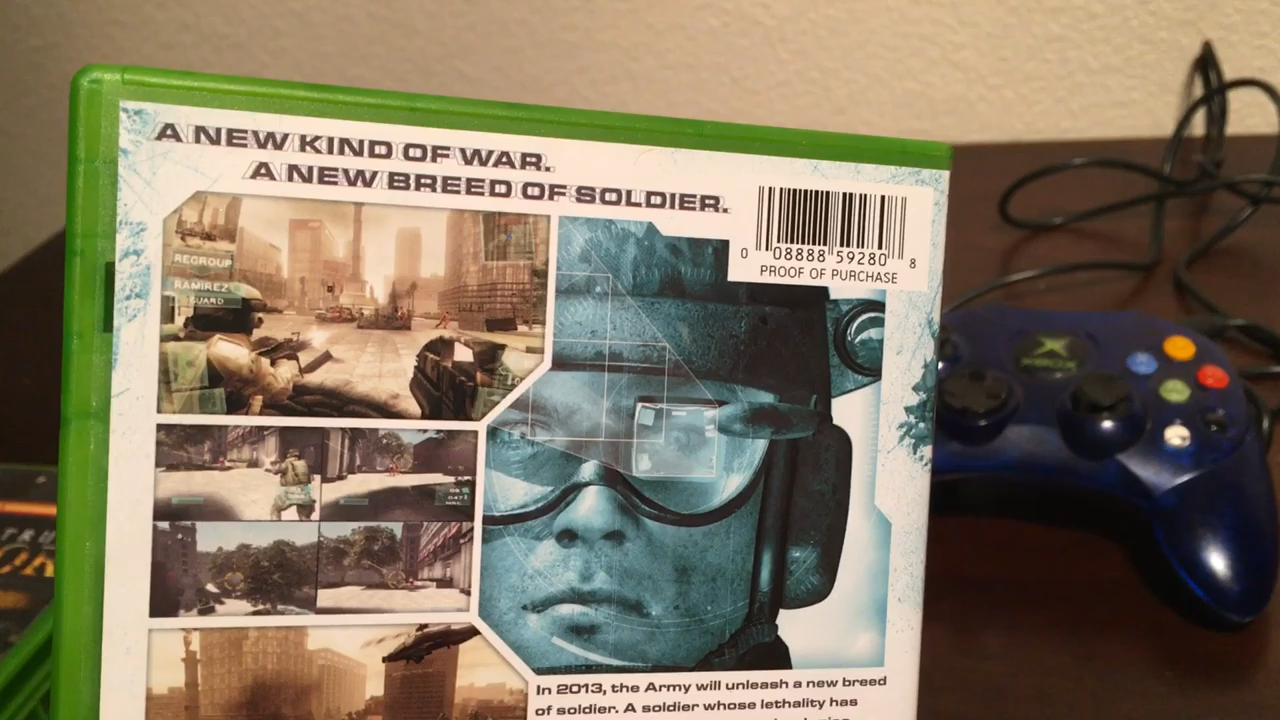 A NEW KIND OF WAR.
A NEW BREED OF SOLDIER.
0 08888 59280 8
PROOF OF PURCHASE
REGROUP
RAMIREZ
GUARD
In 2013, the Army will unleash a new breed
of soldier. A soldier whose lethality has